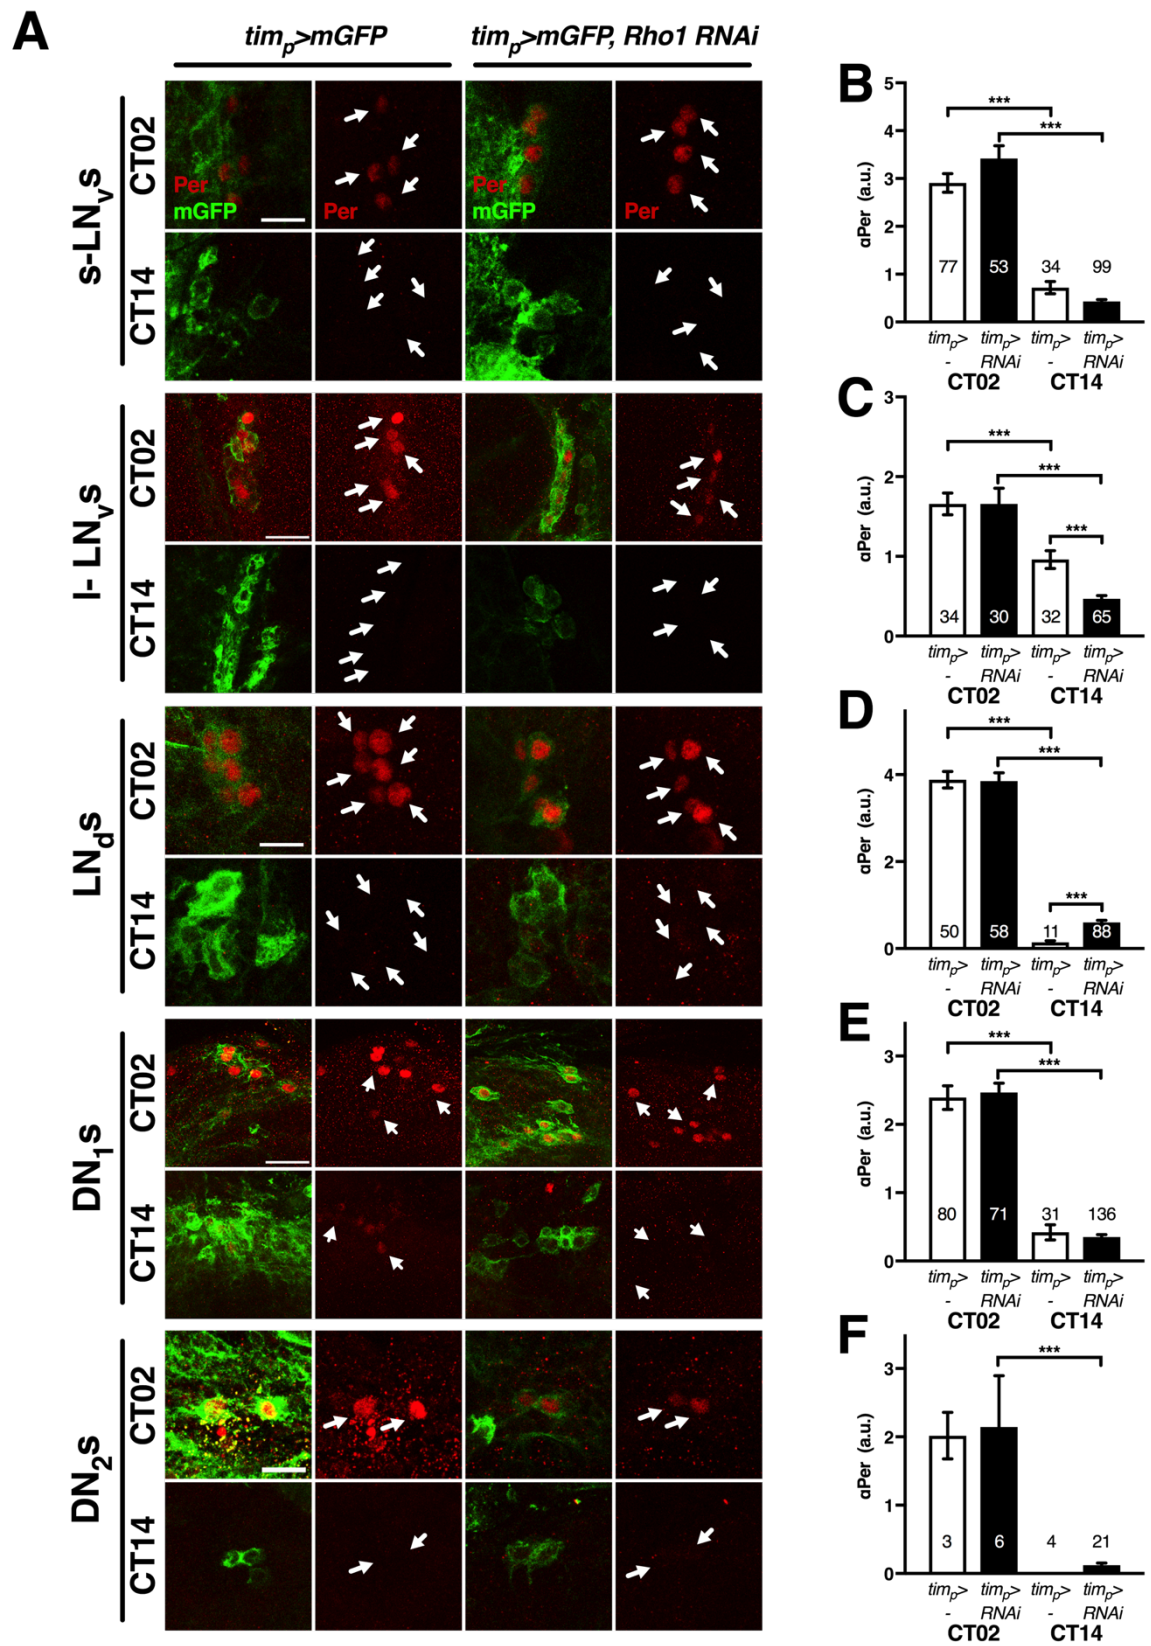 A
timp>mGFP
timp>mGFP, Rho1 RNAi
s-LNvs
CT02
Per
mGFP
Per
Per
mGFP
Per
CT14
l- LNvs
CT02
CT14
LNds
CT02
CT14
DN1s
CT02
CT14
DN2s
CT02
CT14
B
αPer (a.u.)
5
4
3
2
1
0
***
***
77
53
34
99
timp> timp> timp> timp>
- RNAi - RNAi
CT02 CT14
C
αPer (a.u.)
3
2
1
0
***
***
***
34
30
32
65
timp> timp> timp> timp>
- RNAi - RNAi
CT02 CT14
D
αPer (a.u.)
4
2
0
***
***
***
50
58
11
88
timp> timp> timp> timp>
- RNAi - RNAi
CT02 CT14
E
αPer (a.u.)
3
2
1
0
***
***
80
71
31
136
timp> timp> timp> timp>
- RNAi - RNAi
CT02 CT14
F
αPer (a.u.)
3
2
1
0
***
3
6
4
21
timp> timp> timp> timp>
- RNAi - RNAi
CT02 CT14